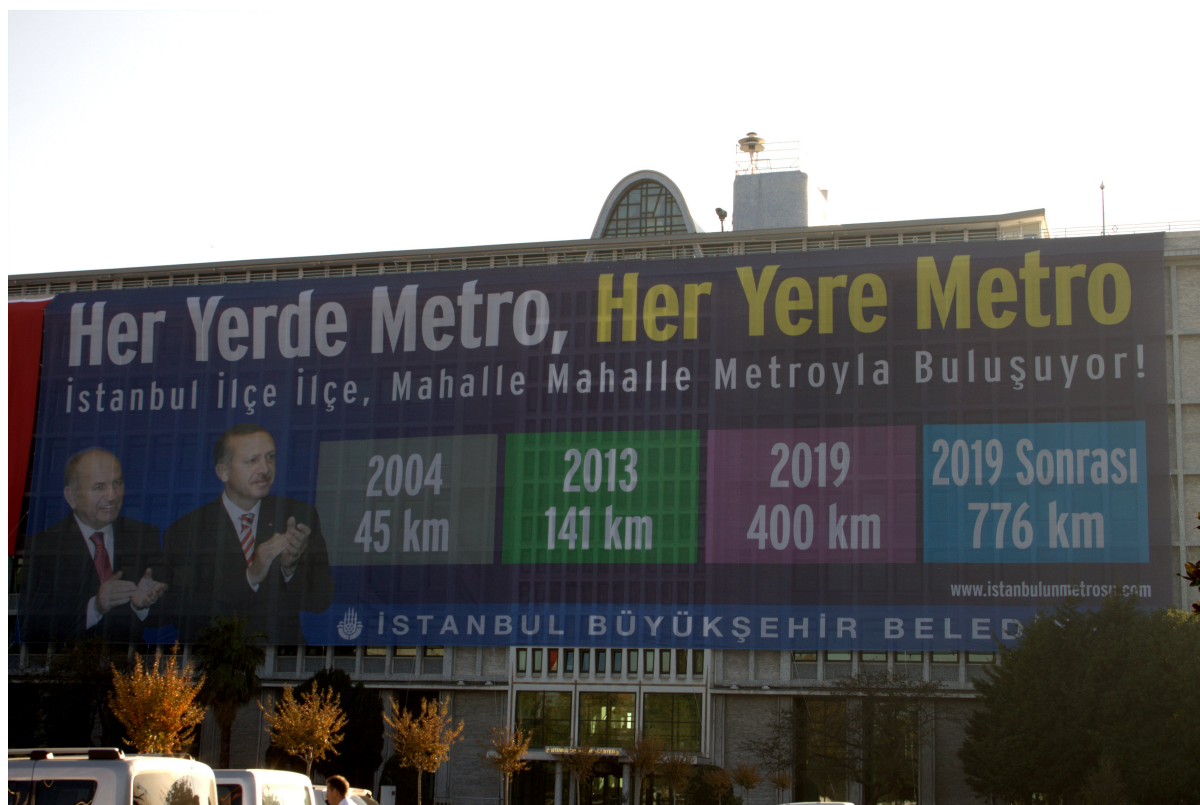 Her Yerde Metro, Her Yere Metro
İstanbul İlçe İlçe, Mahalle Mahalle Metroyla Buluşuyor!
2004
45 km
2013
141 km
2019
400 km
2019 Sonrası
776 km
www.istanbulunmetrosu.com
İSTANBUL BÜYÜKŞEHİR BELED